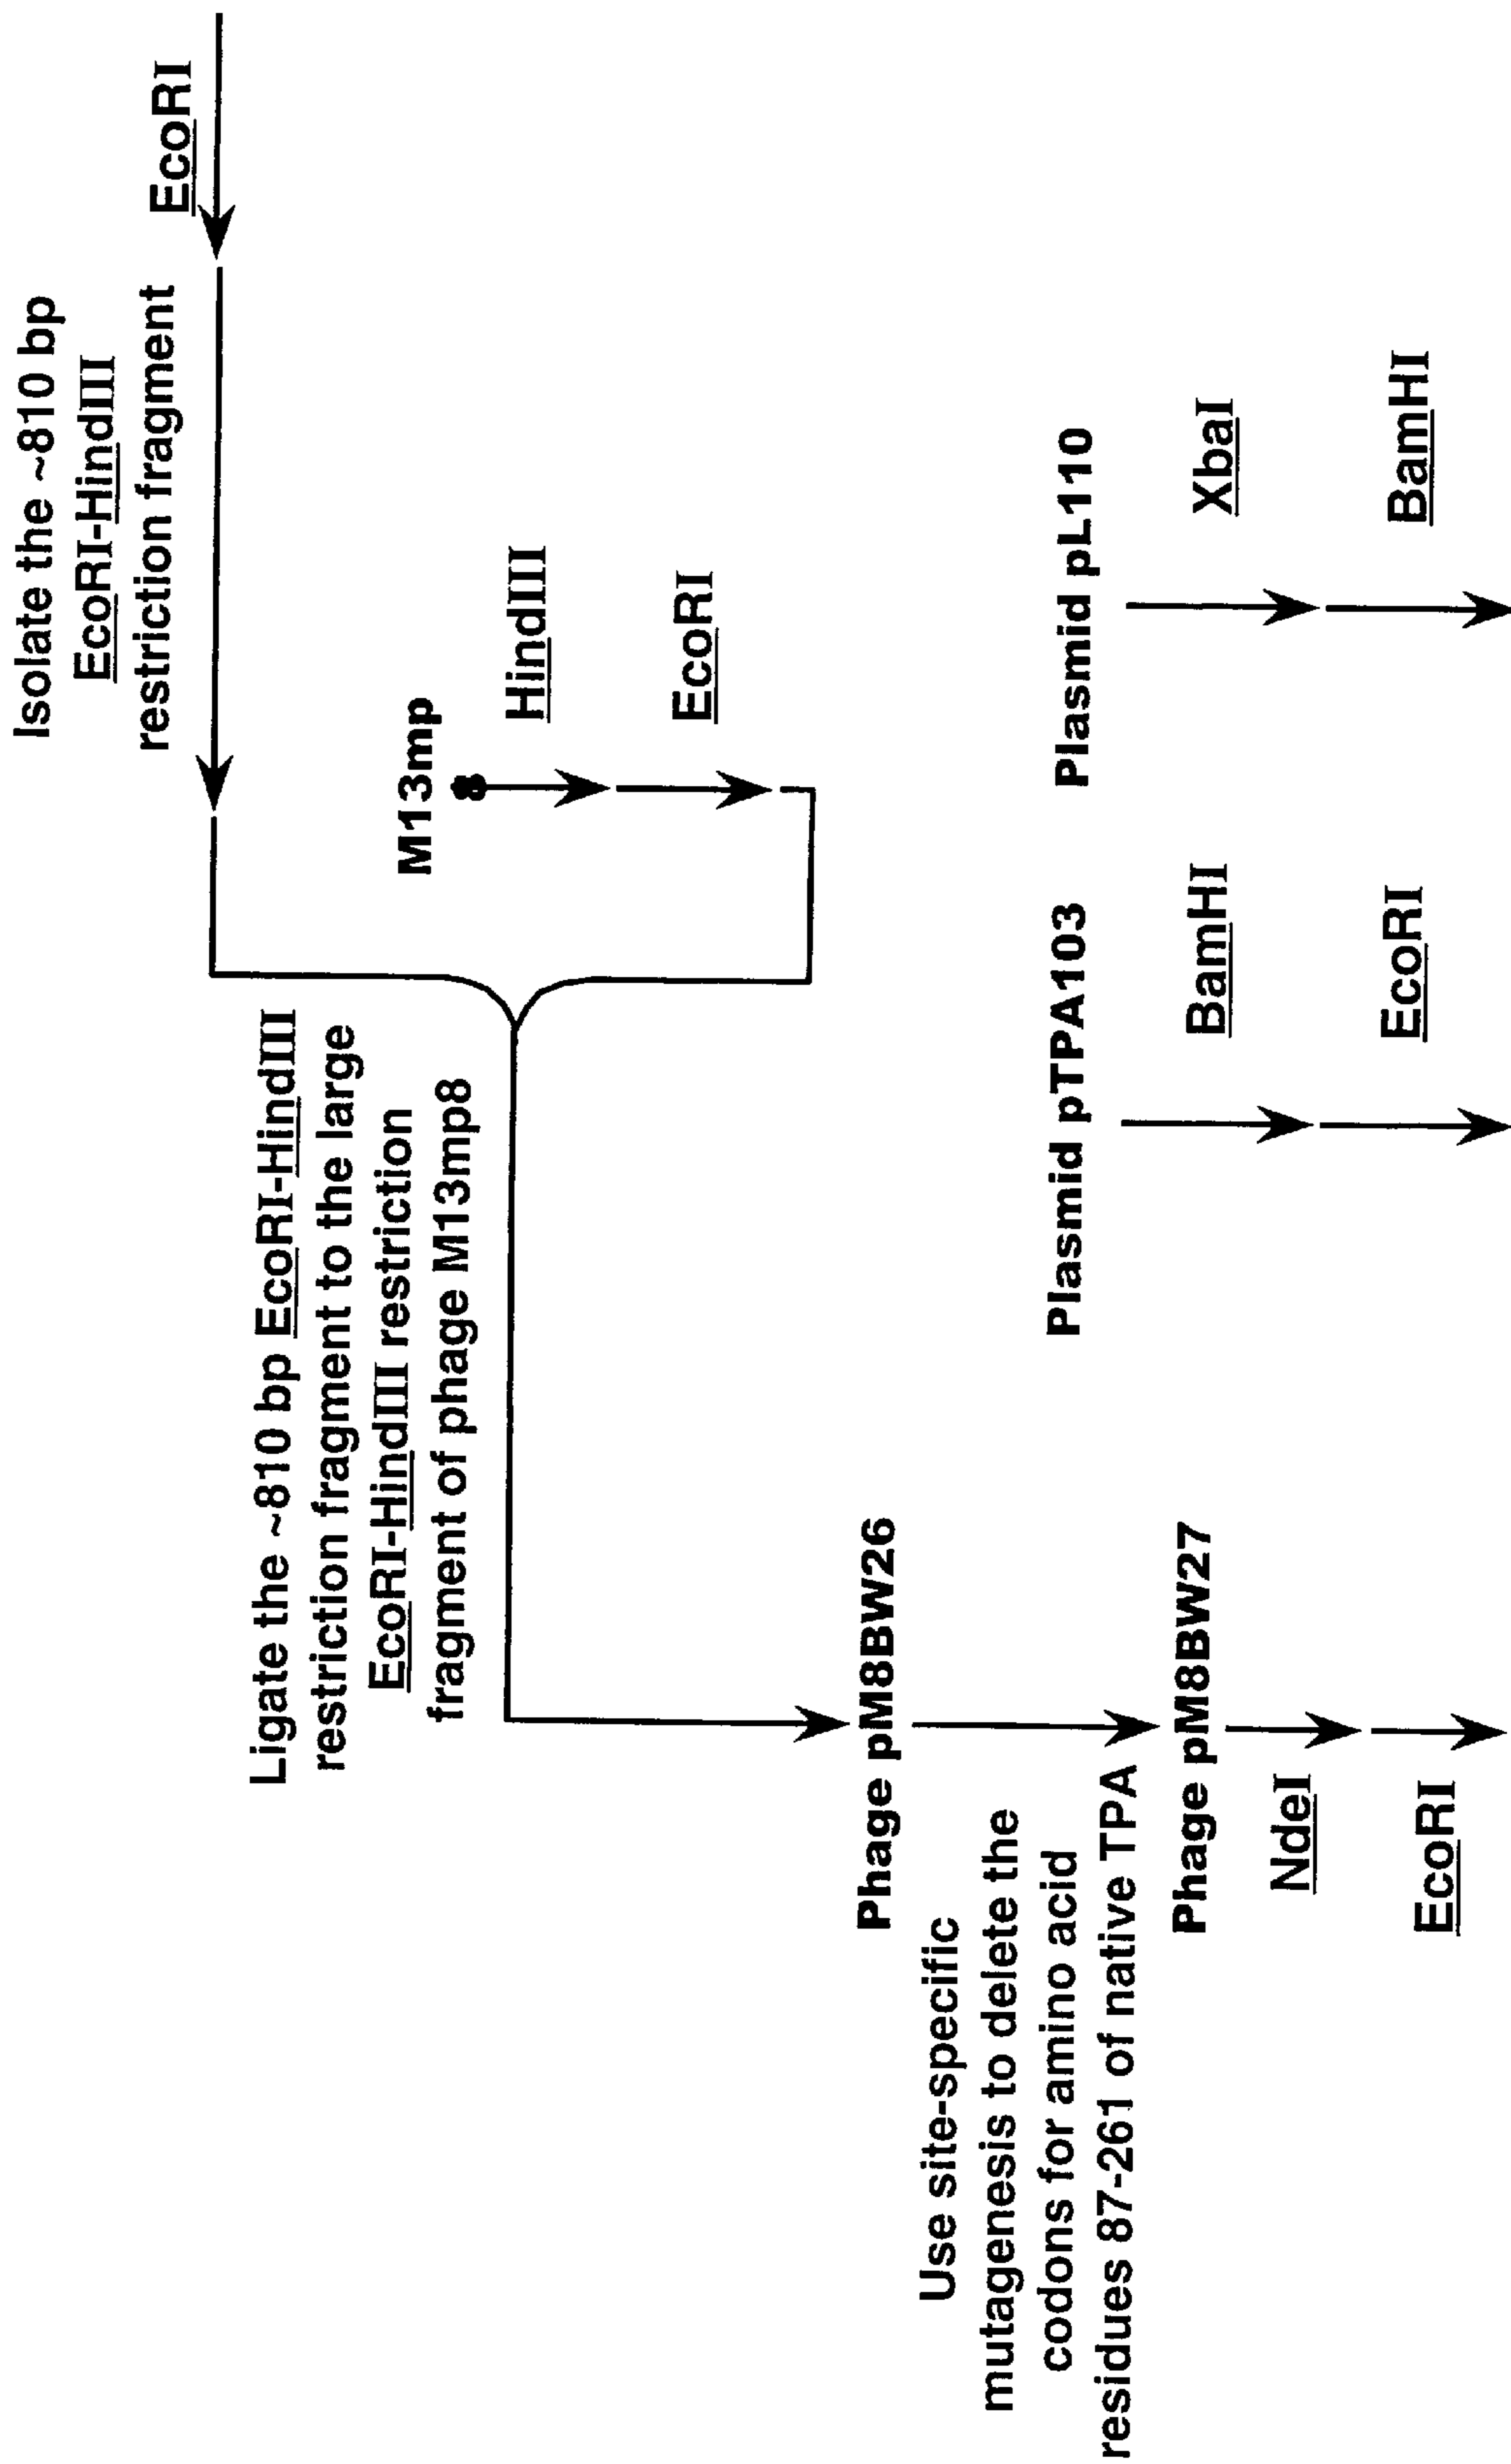 Isolate the ~810 bp
EcoRI-HindIII
restriction fragment
EcoRI
Ligate the ~810 bp EcoRI-HindIII
restriction fragment to the large
EcoRI-HindIII restriction
fragment of phage M13mp8
M13mp
8
HindIII
EcoRI
Phage pM8BW26
Use site-specific
mutagenesis to delete the
codons for amino acid
residues 87-261 of native TPA
Phage pM8BW27
NdeI
EcoRI
Plasmid pTPA103
BamHI
EcoRI
Plasmid pL110
XbaI
BamHI